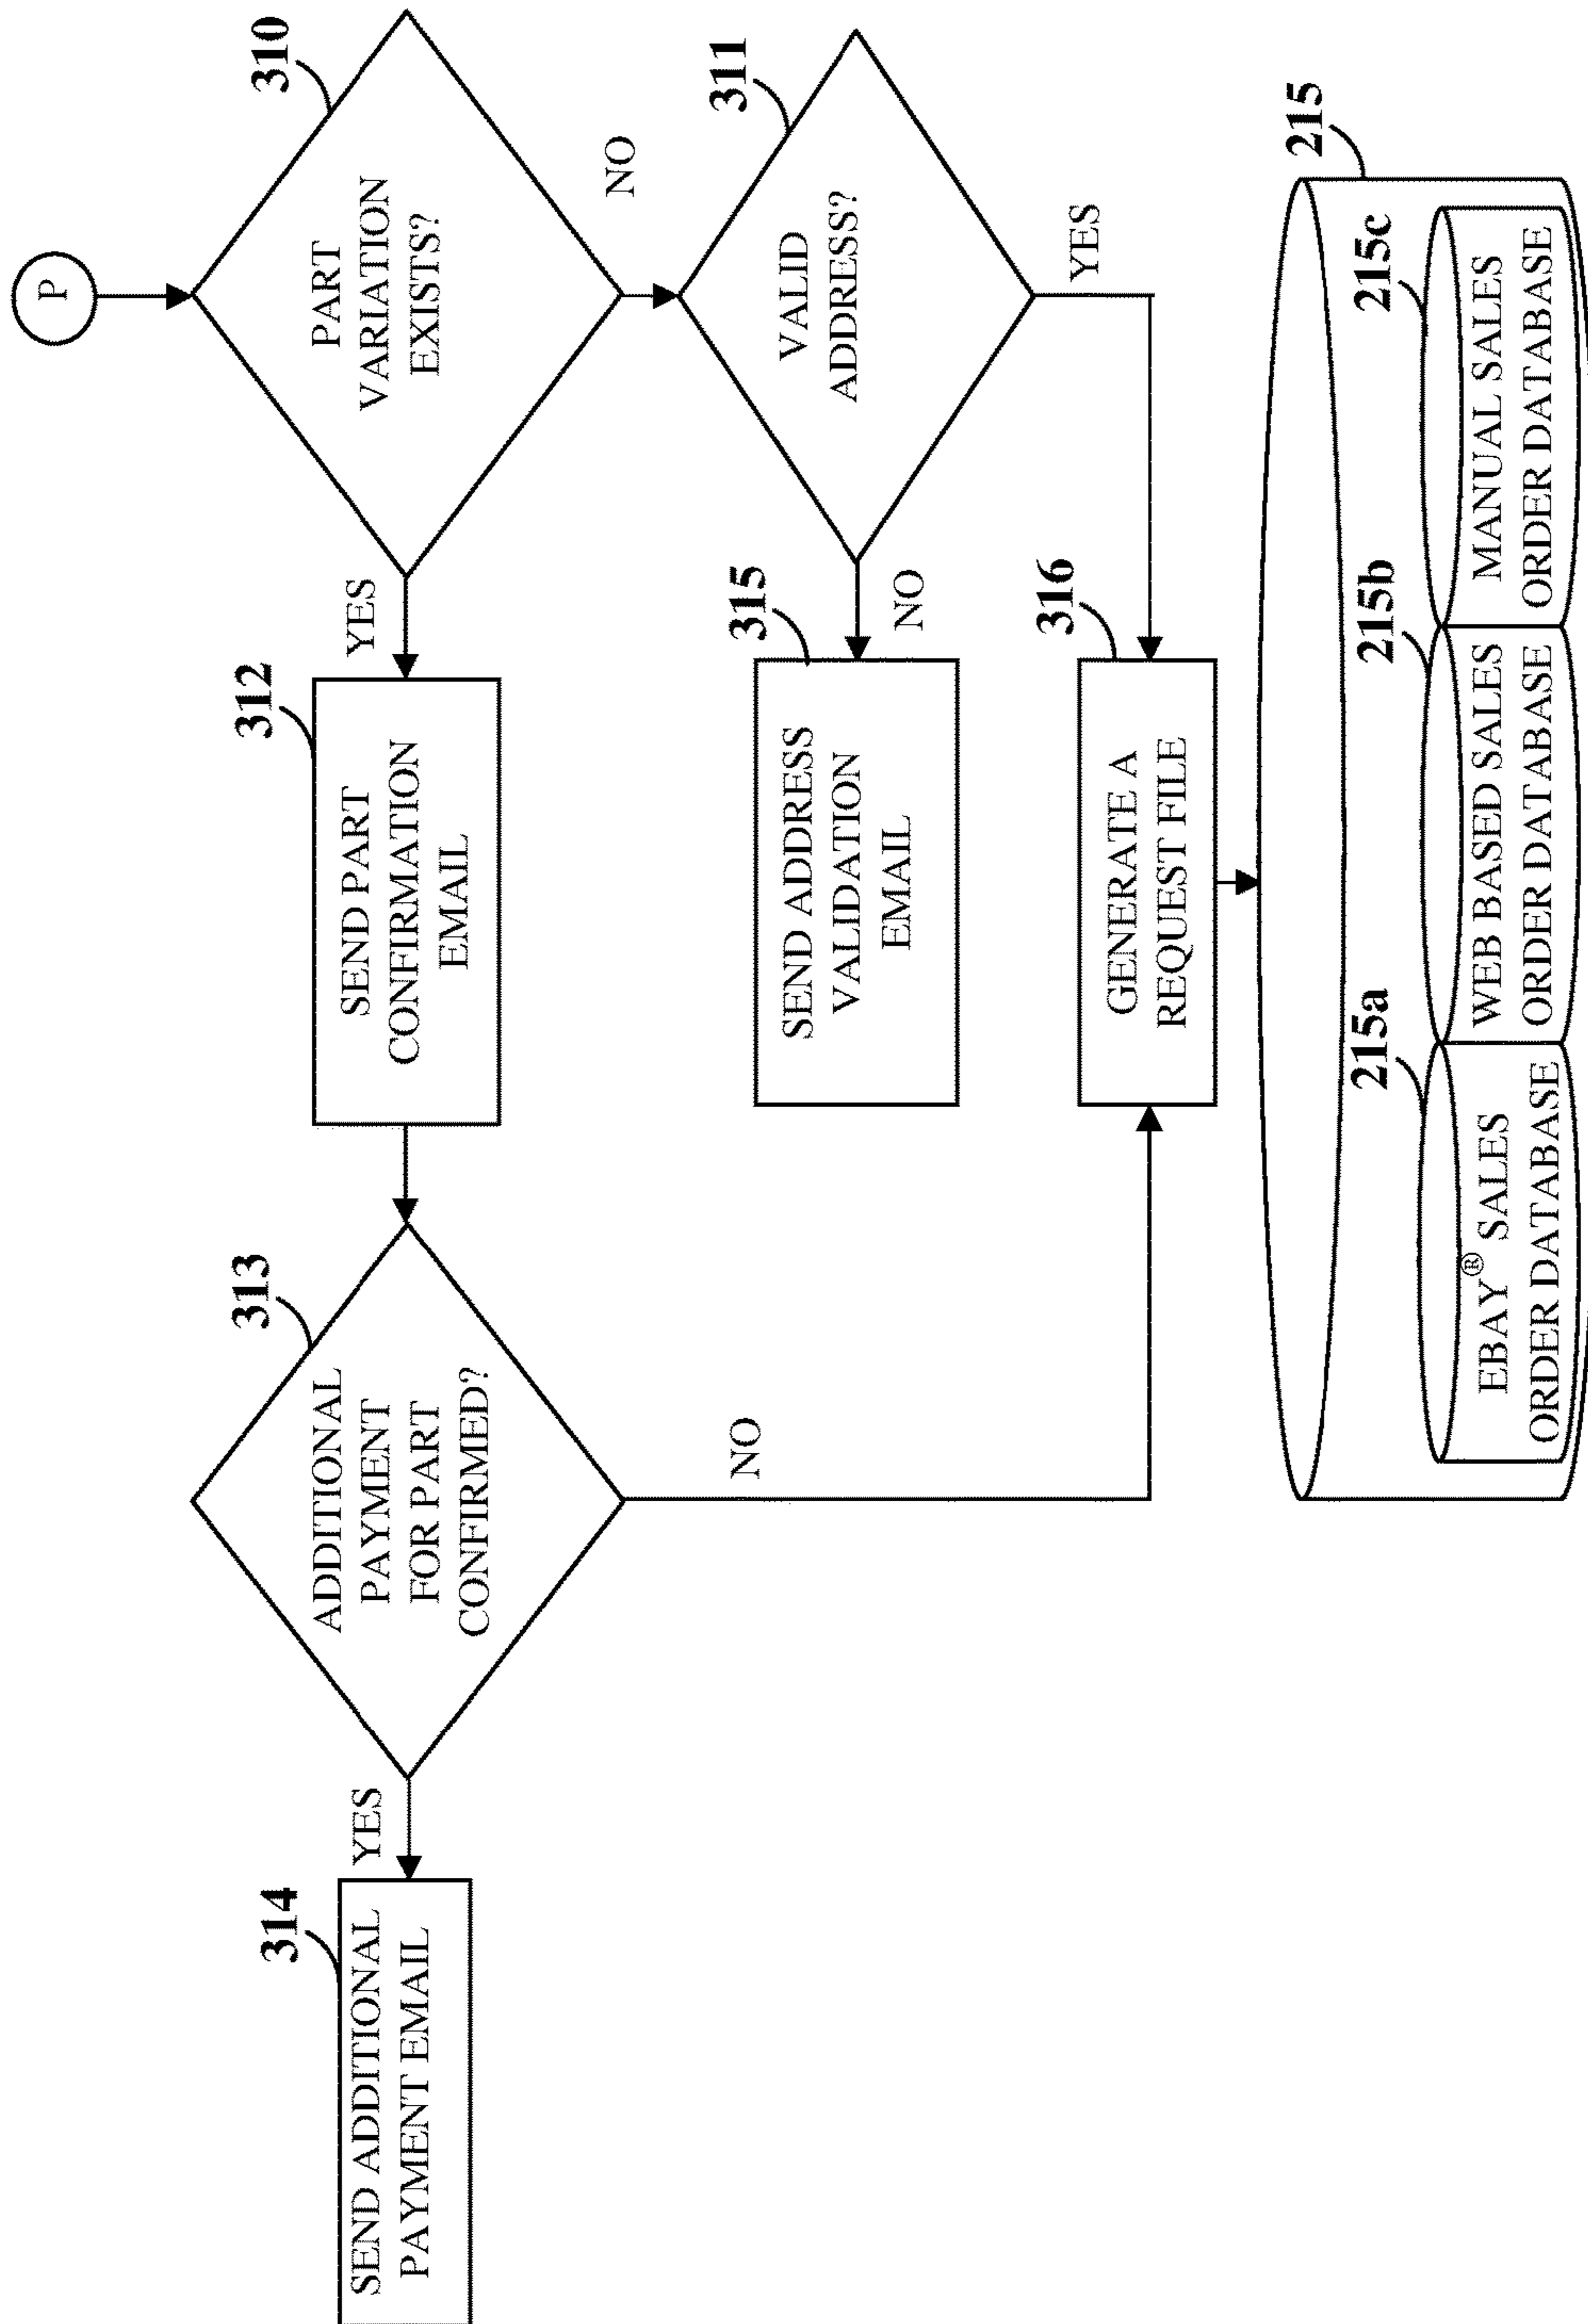 P
310
PART
VARIATION
EXISTS?
YES
NO
312
SEND PART
CONFIRMATION
EMAIL
313
ADDITIONAL
PAYMENT
FOR PART
CONFIRMED?
YES
NO
314
SEND ADDITIONAL
PAYMENT EMAIL
311
VALID
ADDRESS?
NO
YES
315
SEND ADDRESS
VALIDATION
EMAIL
316
GENERATE A
REQUEST FILE
215
215a
EBAY® SALES
ORDER DATABASE
215b
WEB BASED SALES
ORDER DATABASE
215c
MANUAL SALES
ORDER DATABASE